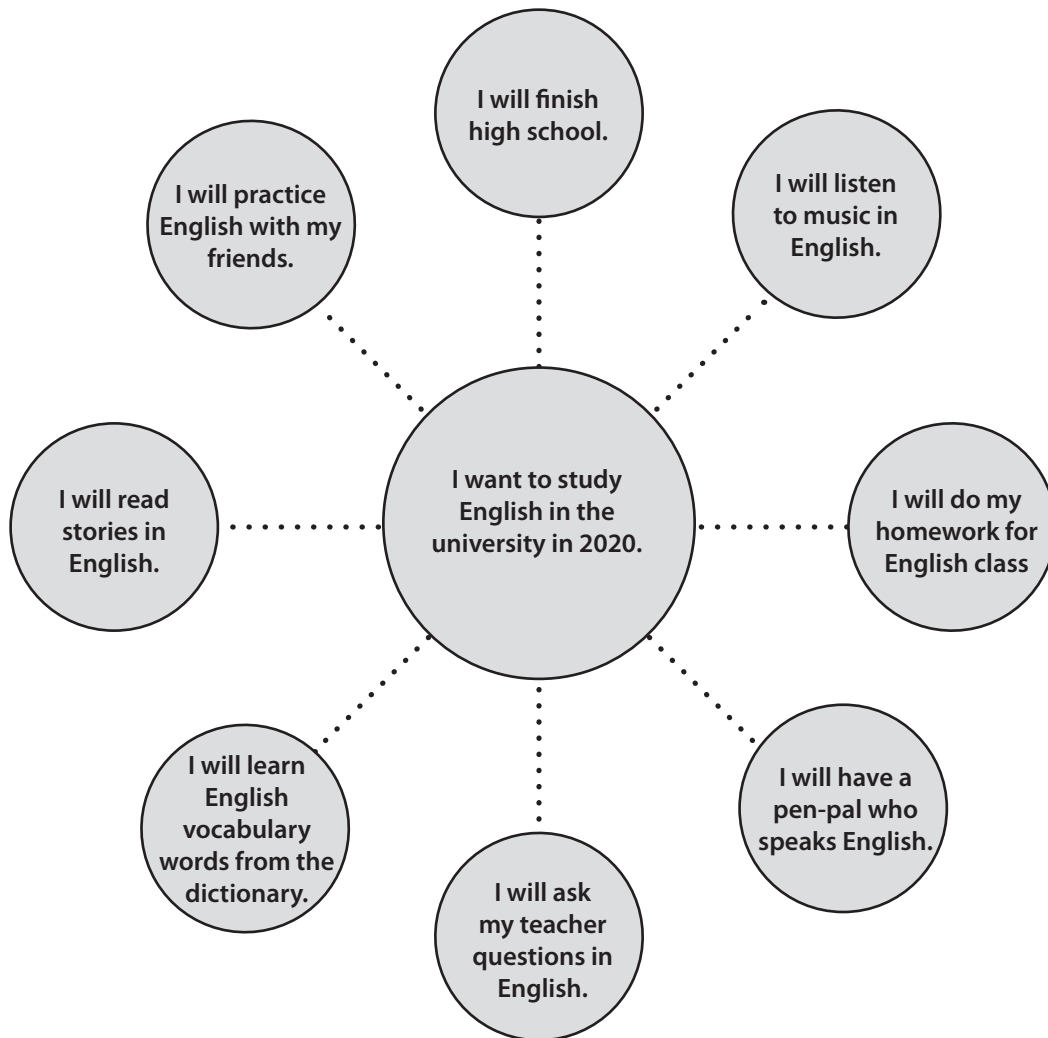 I will finish
high school.
I will listen
to music in
English.
I will do my
homework for
English class
I will have a
pen-pal who
speaks English.
I will ask
my teacher
questions in
English.
I will learn
English
vocabulary
words from the
dictionary.
I will read
stories in
English.
I will practice
English with my
friends.
I want to study
English in the
university in 2020.